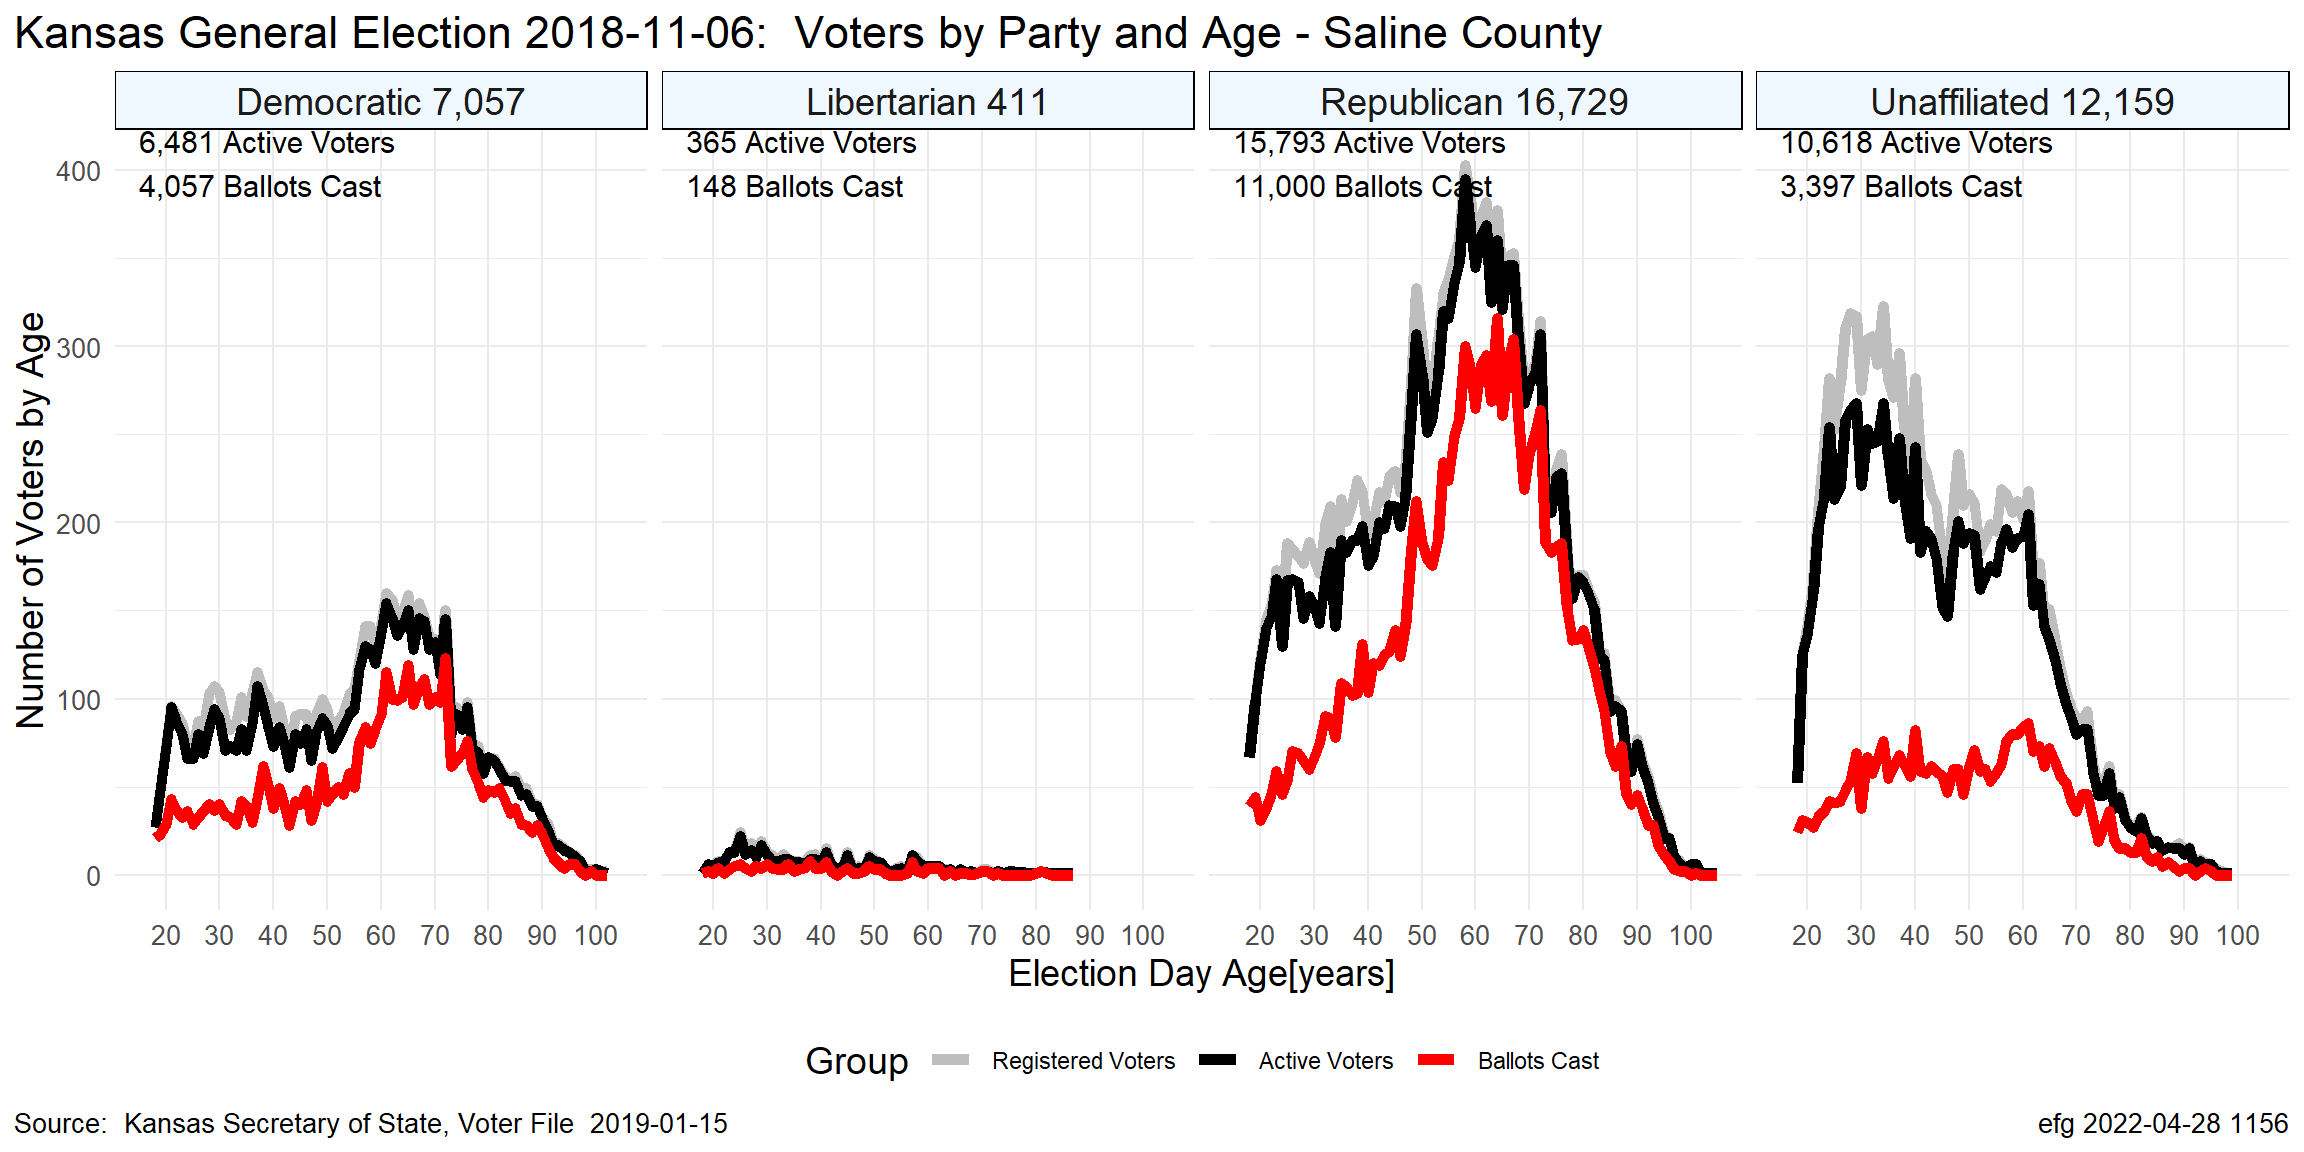 Kansas General Election 2018-11-06:  Voters by Party and Age - Saline County
Democratic 7,057
Libertarian 411
Republican 16,729
Unaffiliated 12,159
6,481 Active Voters
4,057 Ballots Cast
365 Active Voters
148 Ballots Cast
15,793 Active Voters
11,000 Ballots Cast
10,618 Active Voters
3,397 Ballots Cast
Number of Voters by Age
400
300
200
100
0
20 30 40 50 60 70 80 90 100
20 30 40 50 60 70 80 90 100
20 30 40 50 60 70 80 90 100
20 30 40 50 60 70 80 90 100
Election Day Age[years]
Group Registered Voters Active Voters Ballots Cast
Source:  Kansas Secretary of State, Voter File  2019-01-15
efg 2022-04-28 1156